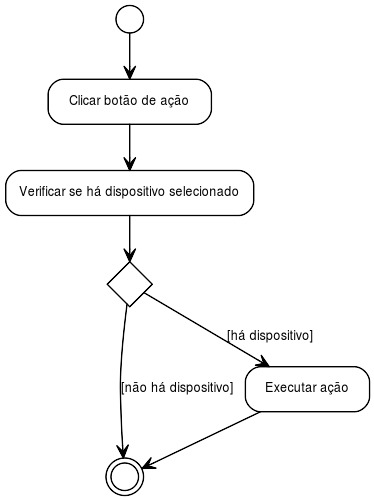 Clicar botão de ação
Verificar se há dispositivo selecionado
[há dispositivo]
[não há dispositivo]
Executar ação